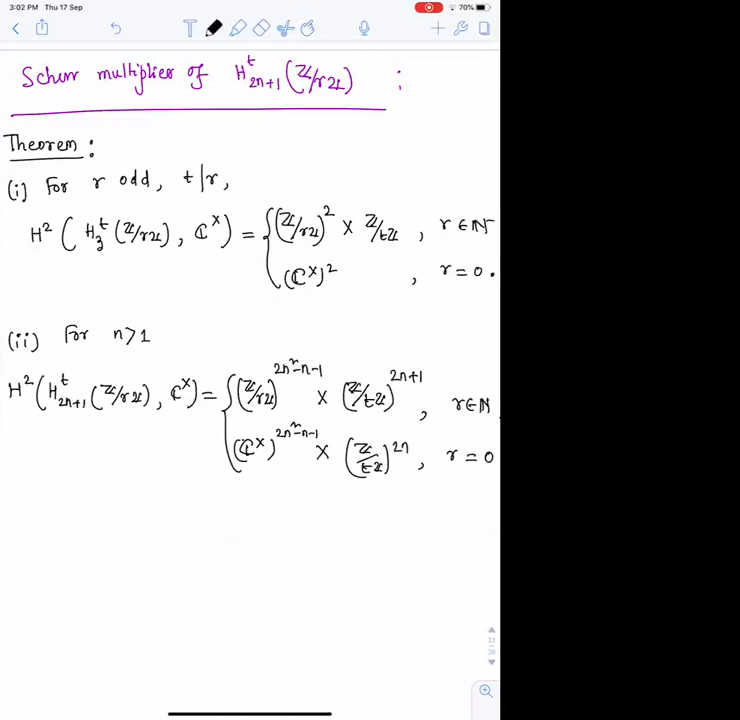 3:02 PM Thu 17 Sep 70%
Schur multiplier of H^t_{2n+1}(ℤ/rℤ) :
Theorem :
(i) For r odd, t|r,
H²( H^t_3(ℤ/rℤ), ℂ^×) = { (ℤ/rℤ)² × ℤ/tℤ , r ∈ ℕ
(ℂ^×)² , r = 0.
(ii) For n>1
H²(H^t_{2n+1}(ℤ/rℤ), ℂ^×) = { (ℤ/rℤ)^{2n²-n-1} × (ℤ/tℤ)^{2n+1} , r∈ℕ
(ℂ^×)^{2n²-n-1} × (ℤ/tℤ)^{2n} , r = 0